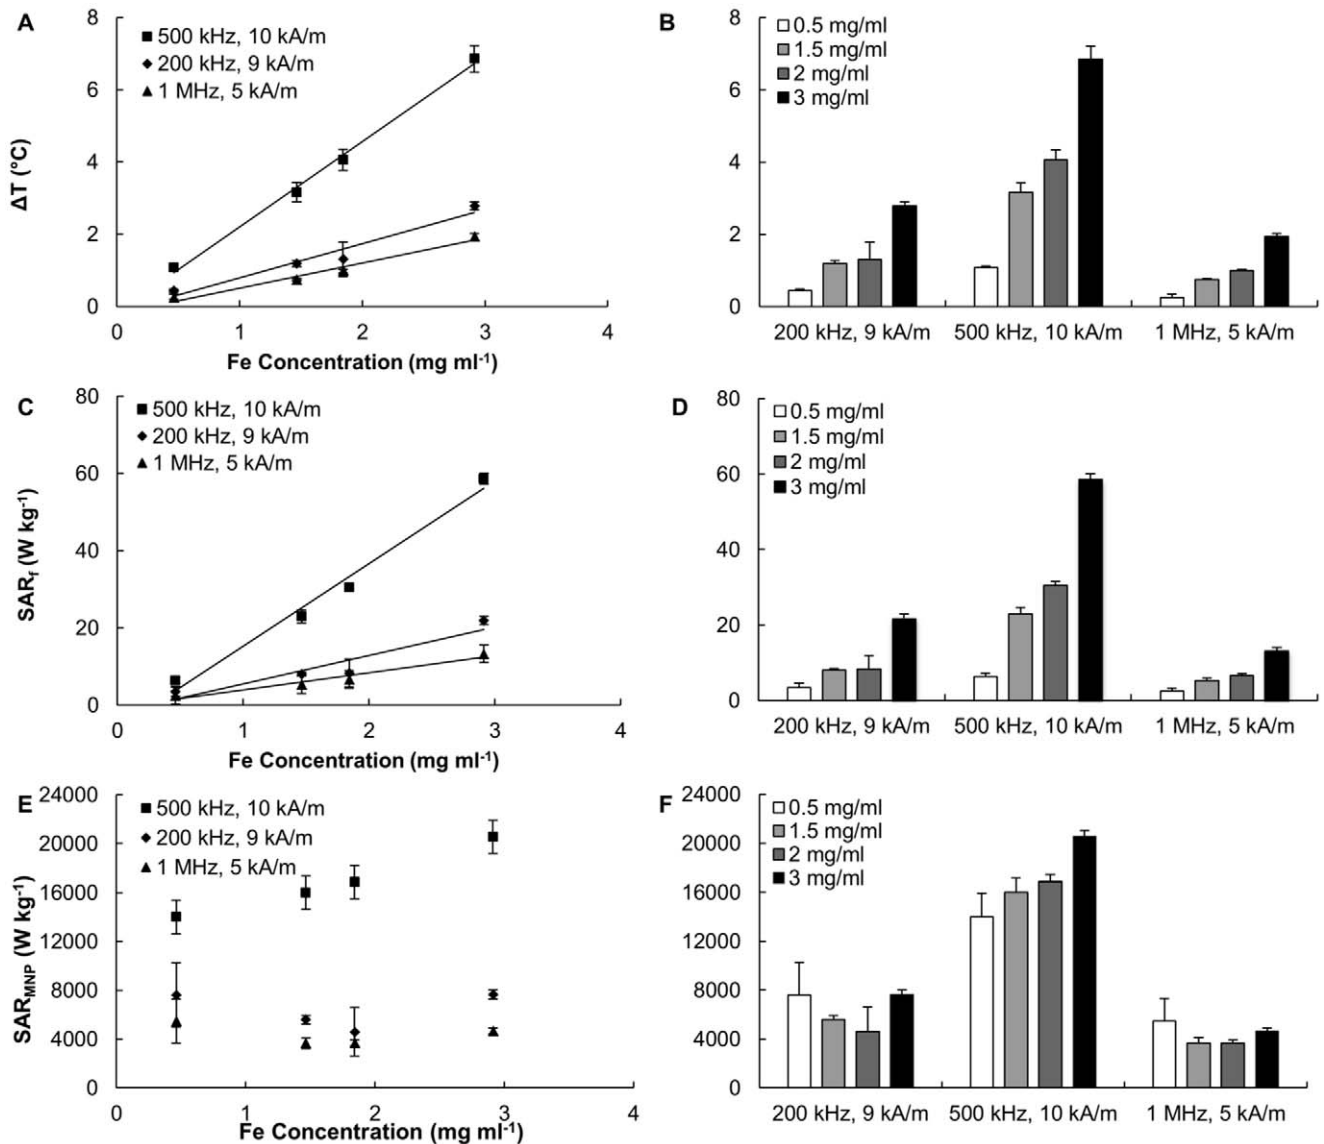 A
8
6
4
2
0
ΔT (°C)
500 kHz, 10 kA/m
200 kHz, 9 kA/m
1 MHz, 5 kA/m
0 1 2 3 4
Fe Concentration (mg ml⁻¹)
B
8
6
4
2
0
0.5 mg/ml
1.5 mg/ml
2 mg/ml
3 mg/ml
200 kHz, 9 kA/m 500 kHz, 10 kA/m 1 MHz, 5 kA/m
C
80
60
40
20
0
SARf (W kg⁻¹)
500 kHz, 10 kA/m
200 kHz, 9 kA/m
1 MHz, 5 kA/m
0 1 2 3 4
Fe Concentration (mg ml⁻¹)
D
80
60
40
20
0
0.5 mg/ml
1.5 mg/ml
2 mg/ml
3 mg/ml
200 kHz, 9 kA/m 500 kHz, 10 kA/m 1 MHz, 5 kA/m
E
24000
20000
16000
12000
8000
4000
0
SARMNP (W kg⁻¹)
500 kHz, 10 kA/m
200 kHz, 9 kA/m
1 MHz, 5 kA/m
0 1 2 3 4
Fe Concentration (mg ml⁻¹)
F
24000
20000
16000
12000
8000
4000
0
0.5 mg/ml
1.5 mg/ml
2 mg/ml
3 mg/ml
200 kHz, 9 kA/m 500 kHz, 10 kA/m 1 MHz, 5 kA/m